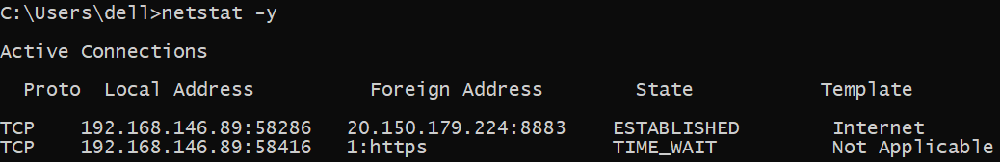 C:\Users\dell>netstat -y
Active Connections
Proto  Local Address          Foreign Address        State           Template
TCP    192.168.146.89:58286   20.150.179.224:8883    ESTABLISHED     Internet
TCP    192.168.146.89:58416   1:https                TIME_WAIT       Not Applicable